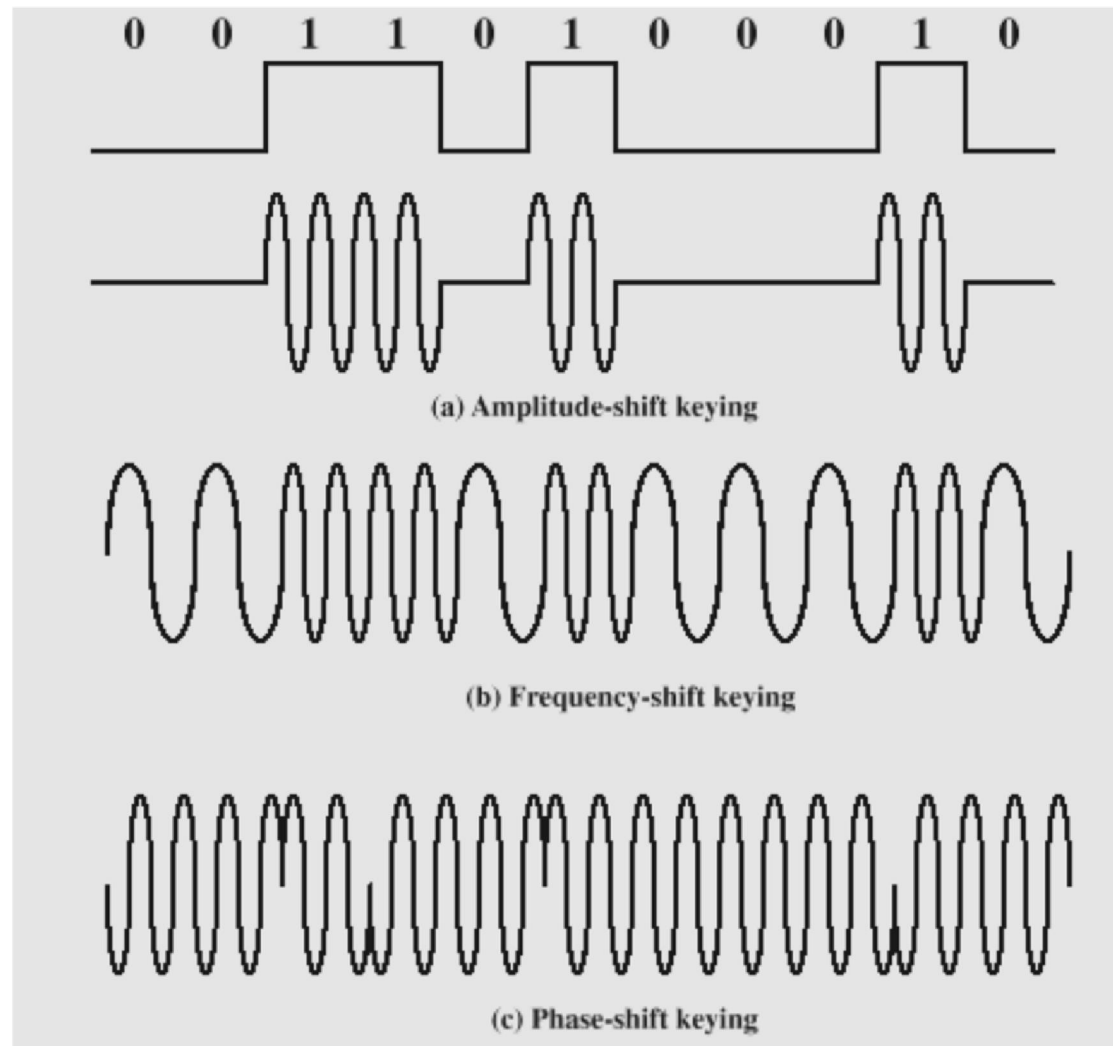 0 0 1 1 0 1 0 0 0 1 0
(a) Amplitude-shift keying
(b) Frequency-shift keying
(c) Phase-shift keying